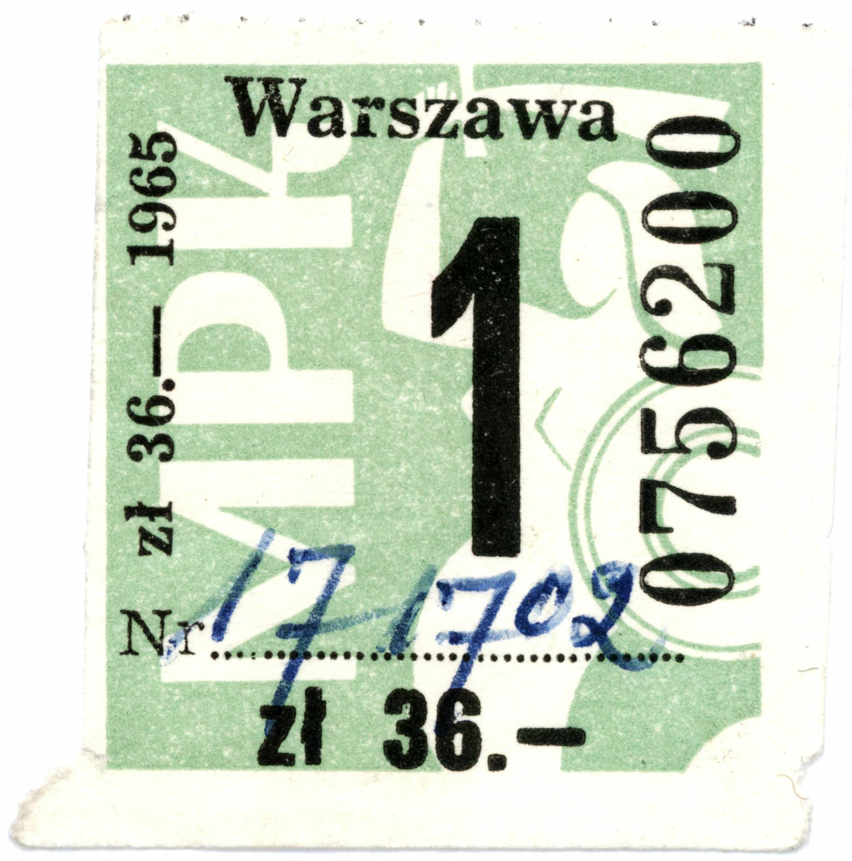 Warszawa
zł 36.— 1965
MPK
1
0756200
Nr 171702
zł 36.—